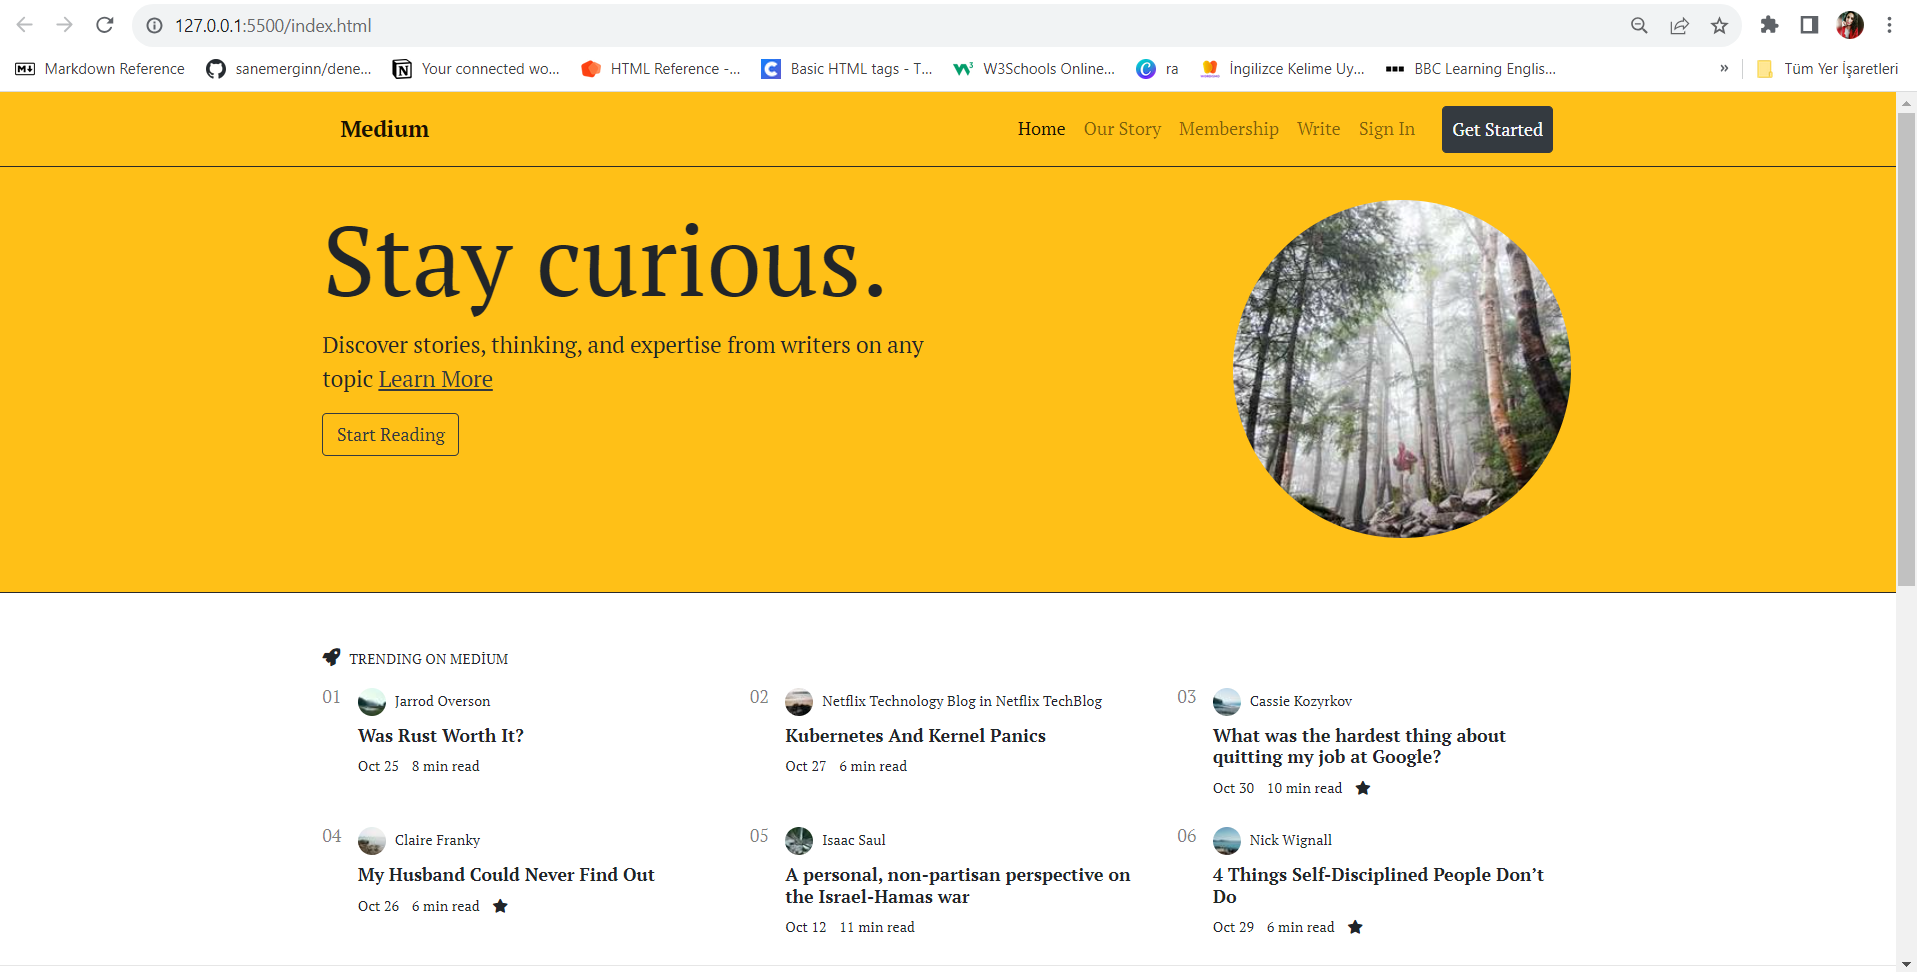 127.0.0.1:5500/index.html
Markdown Reference
sanemerginn/dene...
Your connected wo...
HTML Reference -...
Basic HTML tags - T...
W3Schools Online...
ra
İngilizce Kelime Uy...
BBC Learning Englis...
»
Tüm Yer İşaretleri
Medium
Home
Our Story
Membership
Write
Sign In
Get Started
Stay curious.
Discover stories, thinking, and expertise from writers on any
topic Learn More
Start Reading
TRENDING ON MEDİUM
01
Jarrod Overson
Was Rust Worth It?
Oct 25 8 min read
02
Netflix Technology Blog in Netflix TechBlog
Kubernetes And Kernel Panics
Oct 27 6 min read
03
Cassie Kozyrkov
What was the hardest thing about
quitting my job at Google?
Oct 30 10 min read
04
Claire Franky
My Husband Could Never Find Out
Oct 26 6 min read
05
Isaac Saul
A personal, non-partisan perspective on
the Israel-Hamas war
Oct 12 11 min read
06
Nick Wignall
4 Things Self-Disciplined People Don’t
Do
Oct 29 6 min read